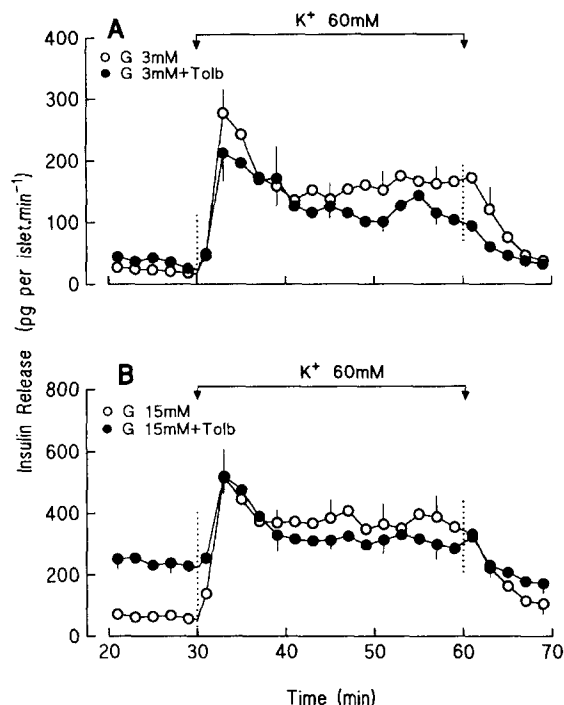 A
K⁺ 60mM
○ G 3mM
● G 3mM+Tolb
400
300
200
100
0
B
K⁺ 60mM
○ G 15mM
● G 15mM+Tolb
800
600
400
200
0
20 30 40 50 60 70
Time (min)
Insulin Release (pg per islet.min⁻¹)